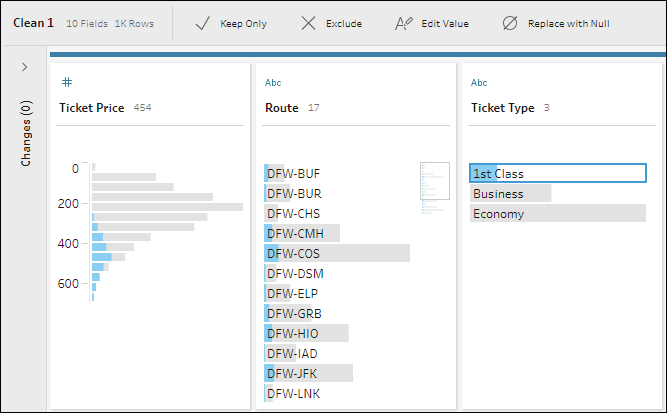 Clean 1 10 Fields 1K Rows Keep Only Exclude Edit Value Replace with Null
Changes (0)
#
Ticket Price 454
0
200
400
600
Abc
Route 17
DFW-BUF
DFW-BUR
DFW-CHS
DFW-CMH
DFW-COS
DFW-DSM
DFW-ELP
DFW-GRB
DFW-HIO
DFW-IAD
DFW-JFK
DFW-LNK
Abc
Ticket Type 3
1st Class
Business
Economy